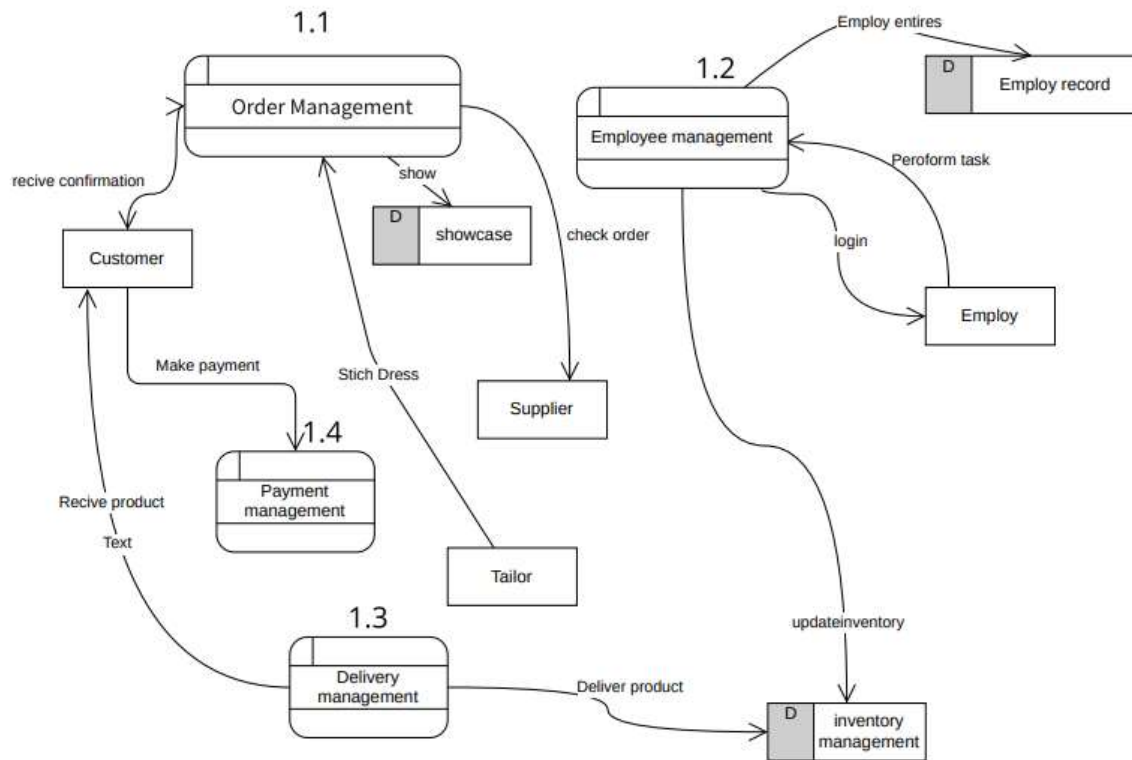 1.1
Order Management
recive confirmation
Customer
show
D
showcase
check order
Supplier
Make payment
Stich Dress
1.4
Payment
management
Recive product
Text
Tailor
1.3
Delivery
management
Deliver product
1.2
Employee management
Employ entires
D
Employ record
Peroform task
login
Employ
updateinventory
D
inventory
management